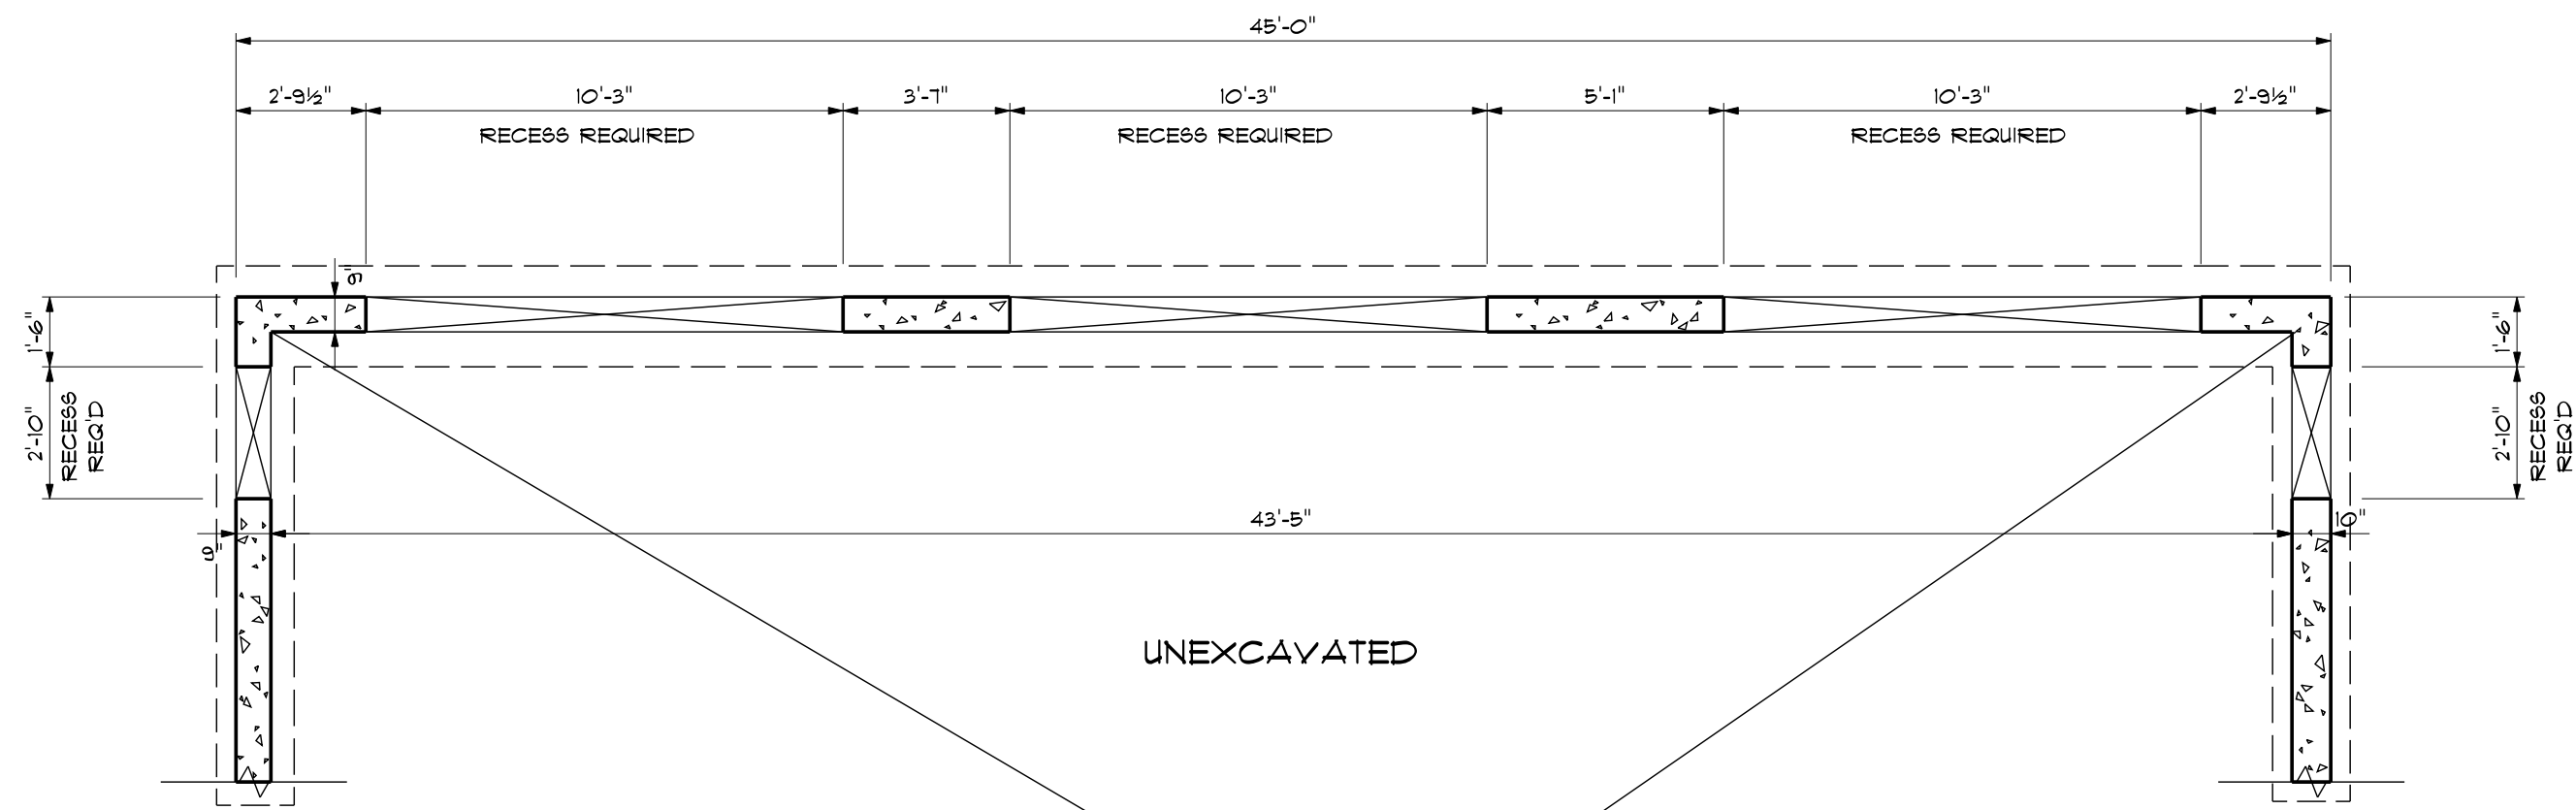 45'-0"
2'-9½" 10'-3" 3'-7" 10'-3" 5'-1" 10'-3" 2'-9½"
RECESS REQUIRED RECESS REQUIRED RECESS REQUIRED
9"
1'-6" 1'-6"
2'-10" 2'-10"
RECESS RECESS
REQ'D REQ'D
43'-5"
9" 10"
UNEXCAVATED